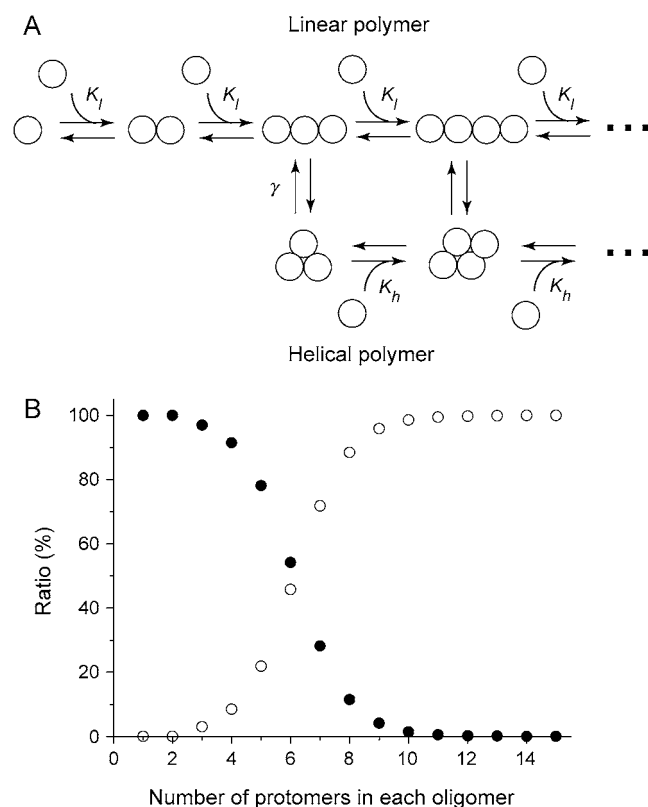 A
Linear polymer
K_l K_l K_l K_l
...
γ
...
K_h K_h
Helical polymer
B
100
80
60
40
20
0
Ratio (%)
0 2 4 6 8 10 12 14
Number of protomers in each oligomer